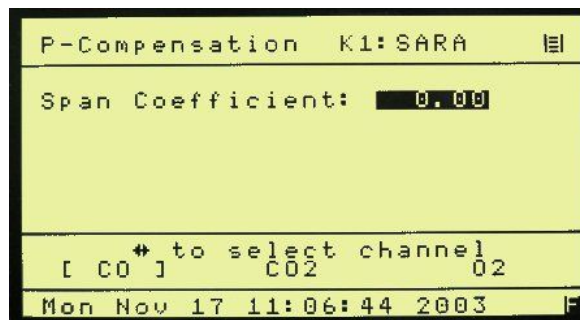 P-Compensation K1:SARA
Span Coefficient: 0.00
to select channel
[ CO ] CO2 O2
Mon Nov 17 11:06:44 2003